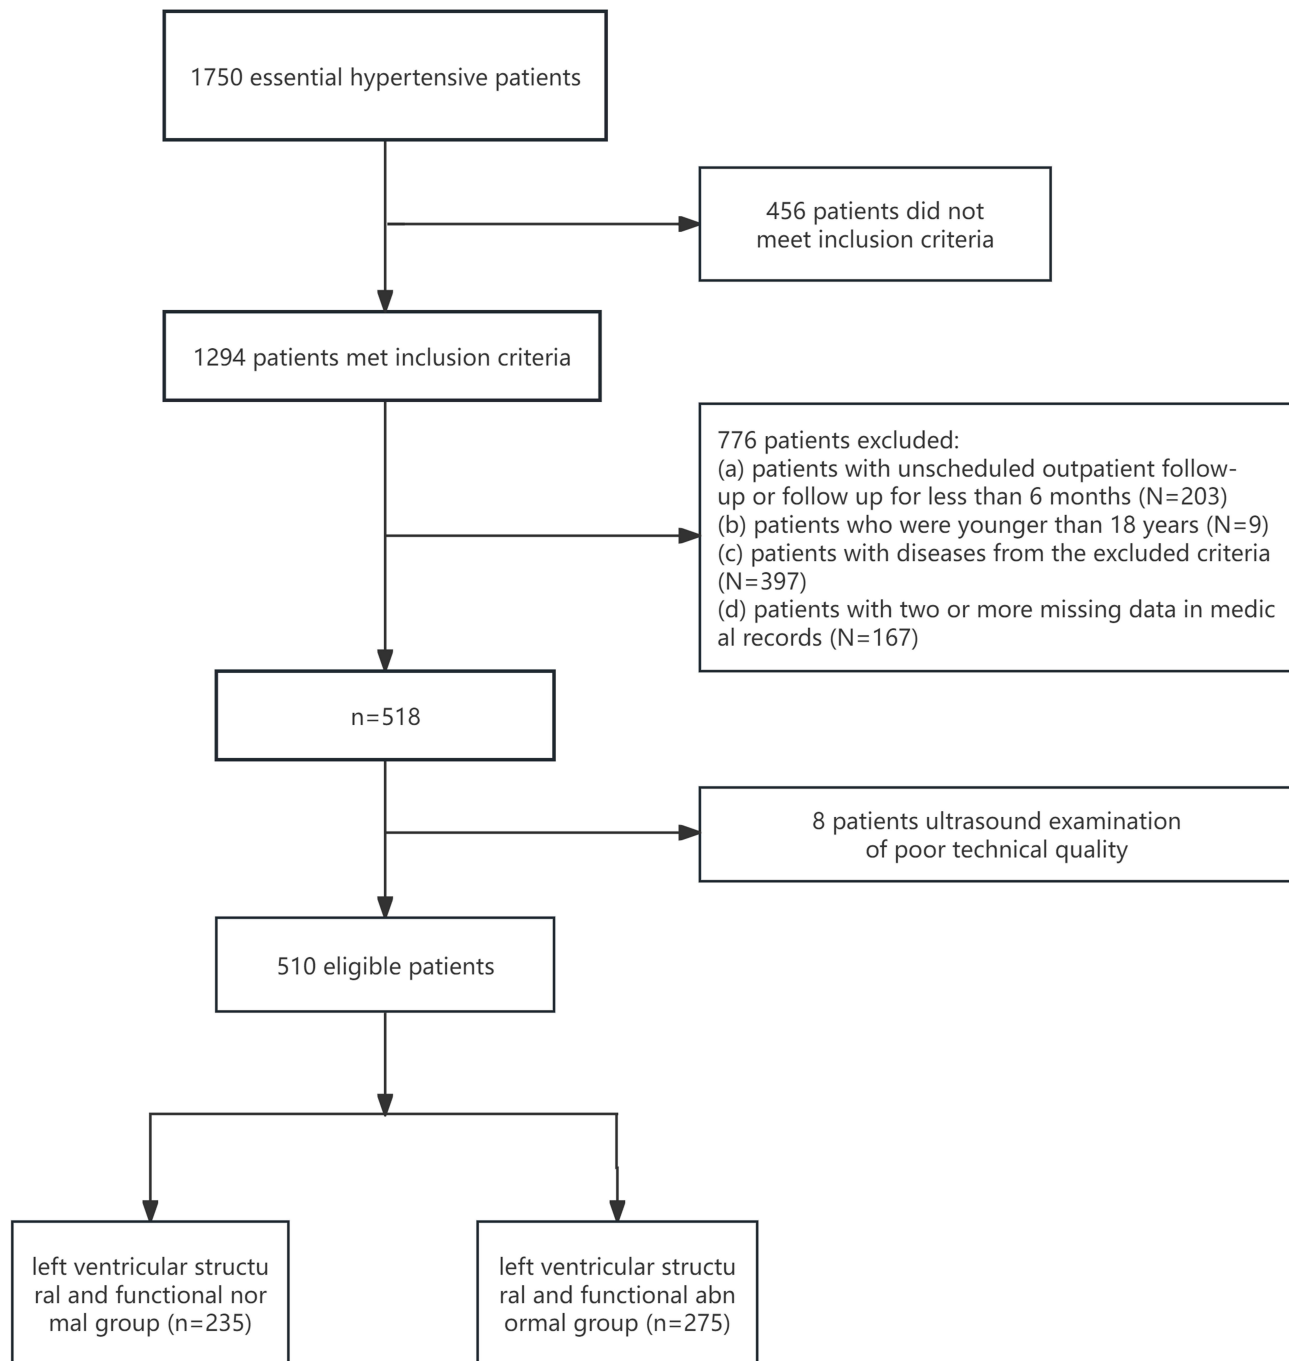 1750 essential hypertensive patients
456 patients did not
meet inclusion criteria
1294 patients met inclusion criteria
776 patients excluded:
(a) patients with unscheduled outpatient follow-
up or follow up for less than 6 months (N=203)
(b) patients who were younger than 18 years (N=9)
(c) patients with diseases from the excluded criteria
(N=397)
(d) patients with two or more missing data in medic
al records (N=167)
n=518
8 patients ultrasound examination
of poor technical quality
510 eligible patients
left ventricular structu
ral and functional nor
mal group (n=235)
left ventricular structu
ral and functional abn
ormal group (n=275)